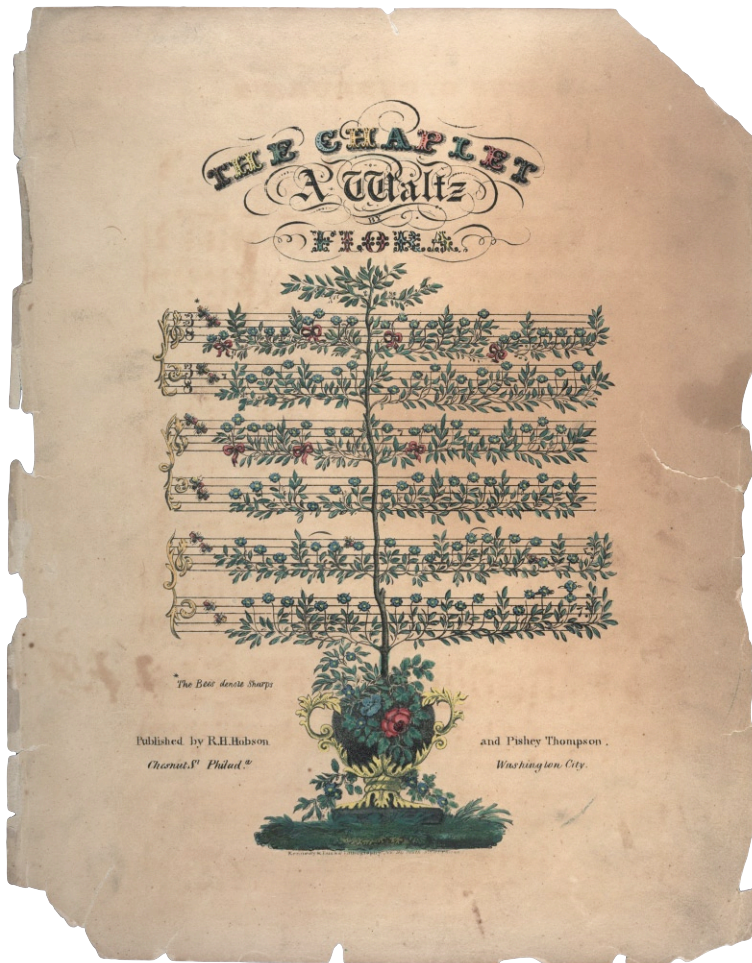 THE CHAPLET
A Waltz
BY
FLORA.
*The Bees denote Sharps
Published by R.H.Hobson
Chesnut St Philad.a
and Pishey Thompson.
Washington City.
Lithography